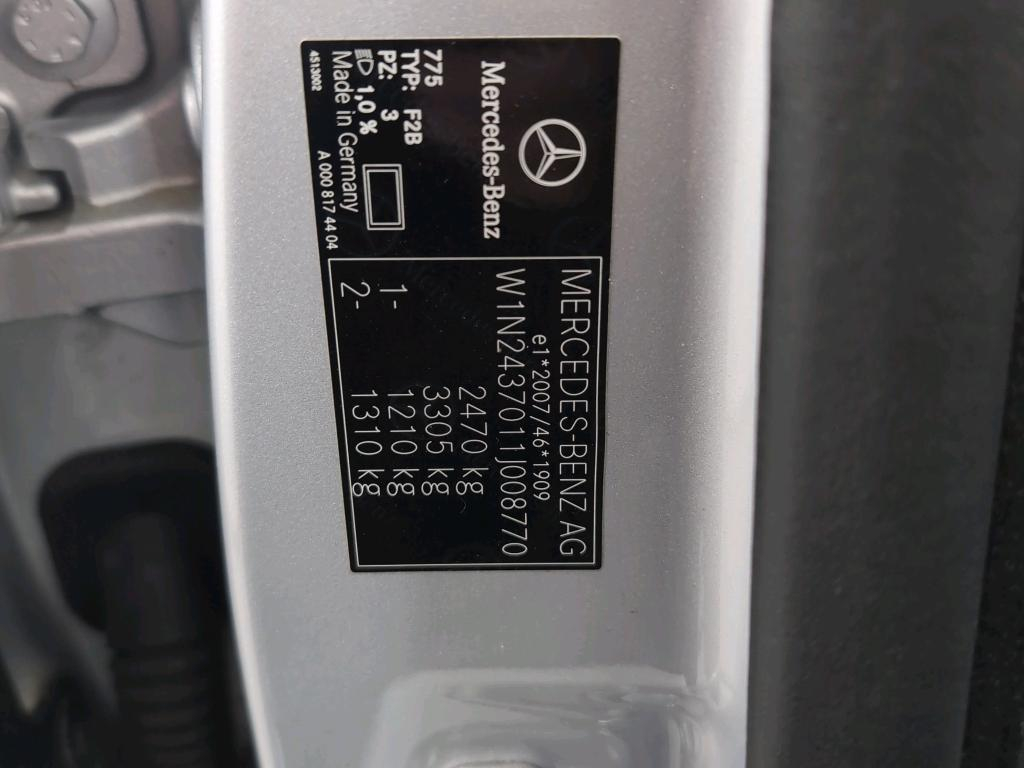 Mercedes-Benz
775
TYP: F2B
PZ: 3
1,0 %
Made in Germany
4513002
A 000 817 44 04
MERCEDES-BENZ AG
e1*2007/46*1909
W1N2437011J008770
2470 kg
3305 kg
1- 1210 kg
2- 1310 kg